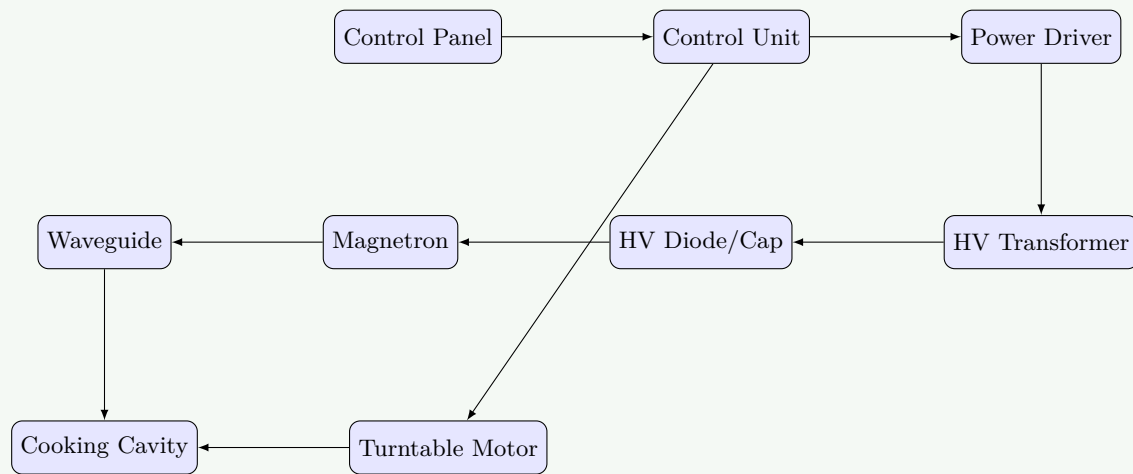 Control Panel
Control Unit
Power Driver
Waveguide
Magnetron
HV Diode/Cap
HV Transformer
Cooking Cavity
Turntable Motor